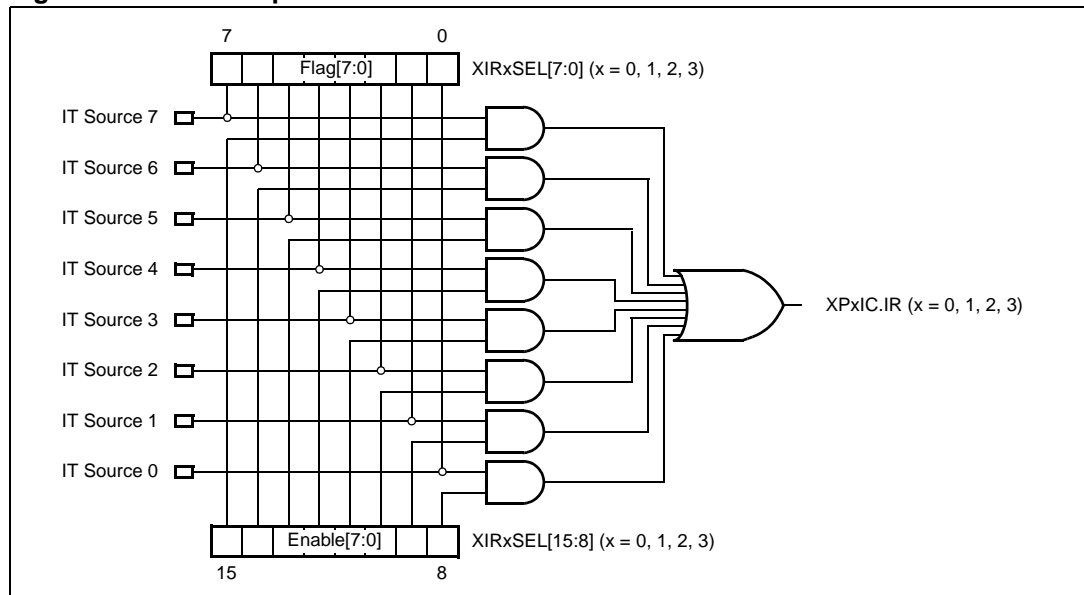 7 0
Flag[7:0] XIRxSEL[7:0] (x = 0, 1, 2, 3)
IT Source 7
IT Source 6
IT Source 5
IT Source 4
IT Source 3
XPxIC.IR (x = 0, 1, 2, 3)
IT Source 2
IT Source 1
IT Source 0
Enable[7:0] XIRxSEL[15:8] (x = 0, 1, 2, 3)
15 8